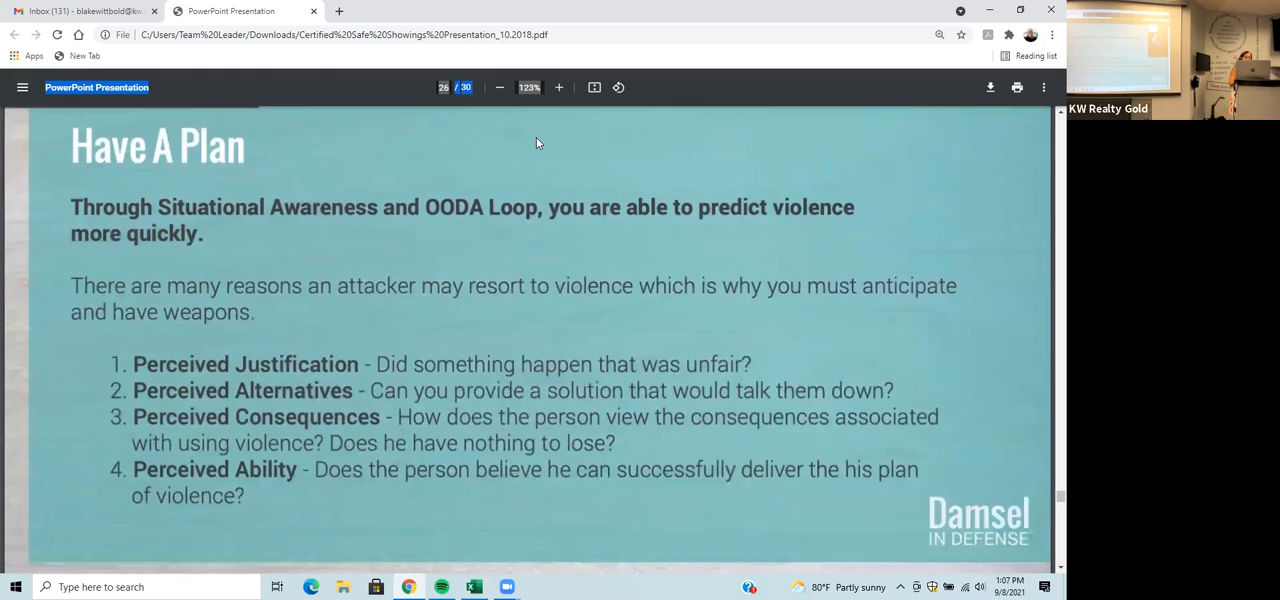 Inbox (131) - blakewittbold@kw
PowerPoint Presentation
File
C:/Users/Team%20Leader/Downloads/Certified%20Safe%20Showings%20Presentation_10.2018.pdf
Apps
New Tab
Reading list
PowerPoint Presentation
26 / 30
123%
Have A Plan
Through Situational Awareness and OODA Loop, you are able to predict violence
more quickly.
There are many reasons an attacker may resort to violence which is why you must anticipate
and have weapons.
1. Perceived Justification - Did something happen that was unfair?
2. Perceived Alternatives - Can you provide a solution that would talk them down?
3. Perceived Consequences - How does the person view the consequences associated
with using violence? Does he have nothing to lose?
4. Perceived Ability - Does the person believe he can successfully deliver the his plan
of violence?
Damsel
IN DEFENSE
KW Realty Gold
Type here to search
80°F Partly sunny
1:07 PM
9/8/2021